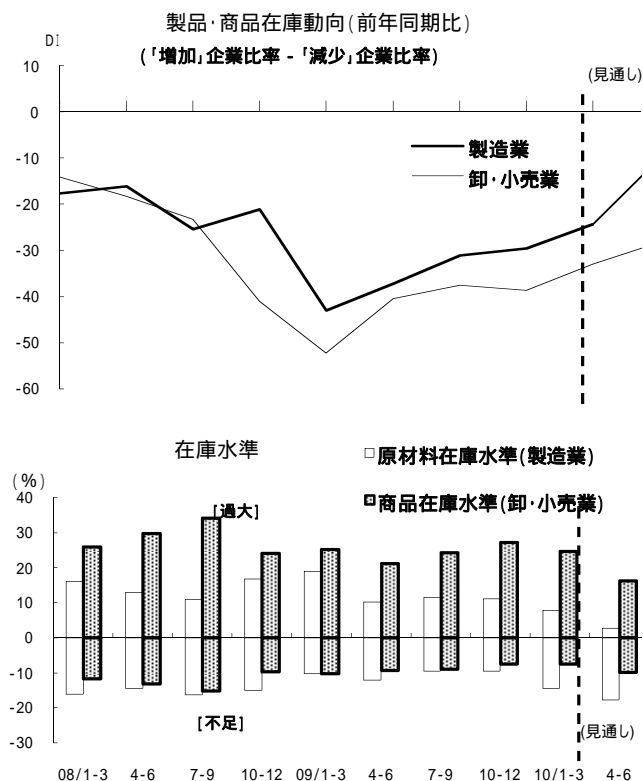 製品･商品在庫動向(前年同期比)
DI
(｢増加｣企業比率 - ｢減少｣企業比率)
(見通し)
10
0
-10
-20
-30
-40
-50
-60
製造業
卸･小売業
在庫水準
(%)
原材料在庫水準(製造業)
商品在庫水準(卸･小売業)
[過大]
40
30
20
10
0
-10
-20
-30
[不足]
(見通し)
08/1-3 4-6 7-9 10-12 09/1-3 4-6 7-9 10-12 10/1-3 4-6